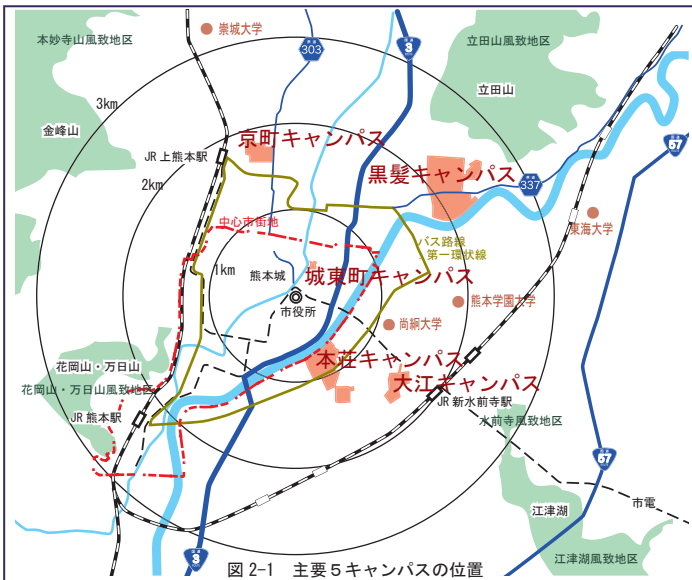 崇城大学
本妙寺山風致地区
303
3
立田山風致地区
立田山
3km
金峰山
京町キャンパス
JR 上熊本駅
黒髪キャンパス
57
2km
337
中心市街地
東海大学
バス路線
第一環状線
1km
熊本城
城東町キャンパス
市役所
熊本学園大学
尚絅大学
本荘キャンパス
花岡山・万日山
大江キャンパス
花岡山・万日山風致地区
JR 新水前寺駅
JR 熊本駅
水前寺風致地区
57
市電
江津湖
3
江津湖風致地区
図 2-1 主要5キャンパスの位置